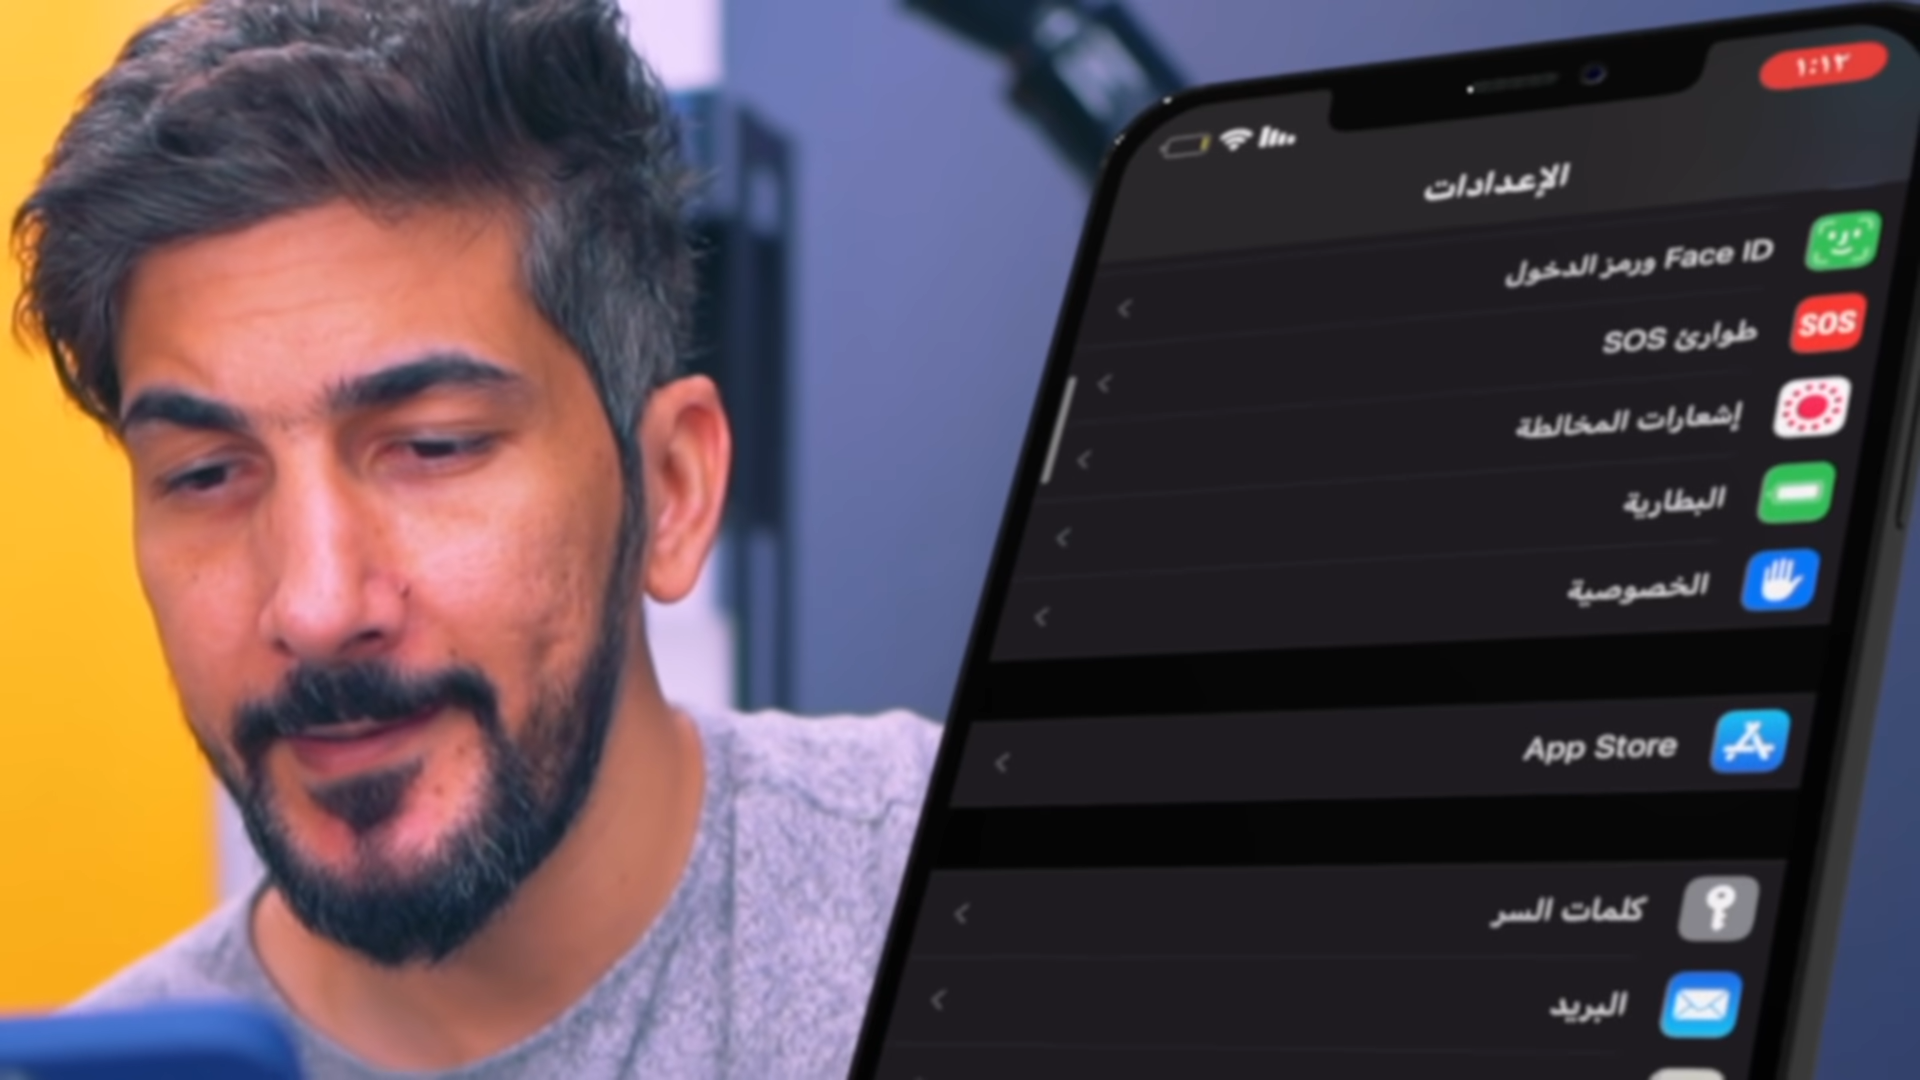 ١:١٢
الإعدادات
Face ID ورمز الدخول
SOS
طوارئ SOS
إشعارات المخالطة
البطارية
الخصوصية
App Store
كلمات السر
البريد